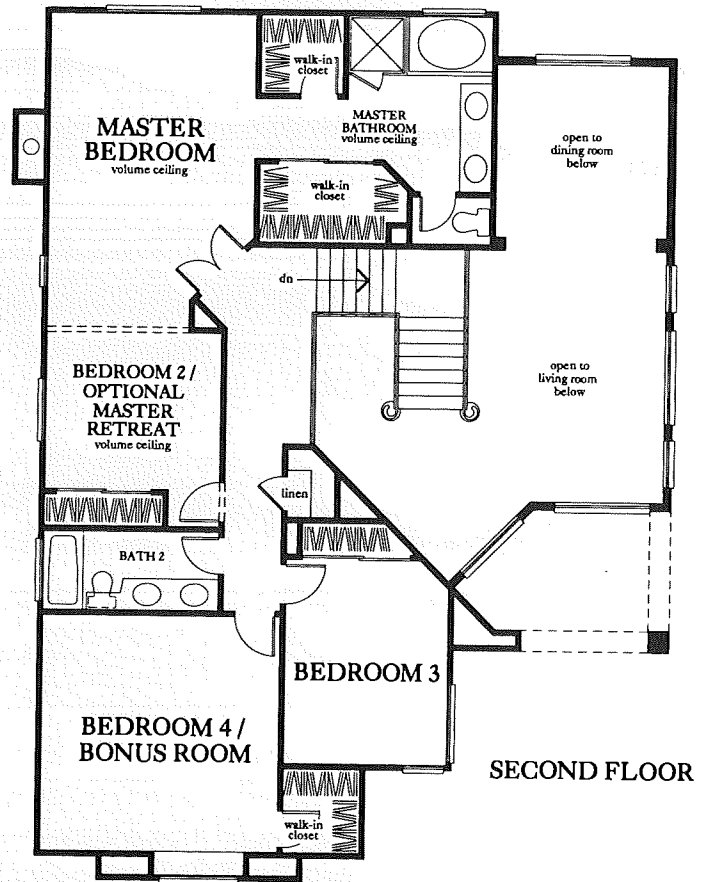 walk-in
closet
MASTER
BEDROOM
volume ceiling
MASTER
BATHROOM
volume ceiling
open to
dining room
below
walk-in
closet
dn
BEDROOM 2 /
OPTIONAL
MASTER
RETREAT
volume ceiling
open to
living room
below
linen
BATH 2
BEDROOM 3
BEDROOM 4 /
BONUS ROOM
SECOND FLOOR
walk-in
closet